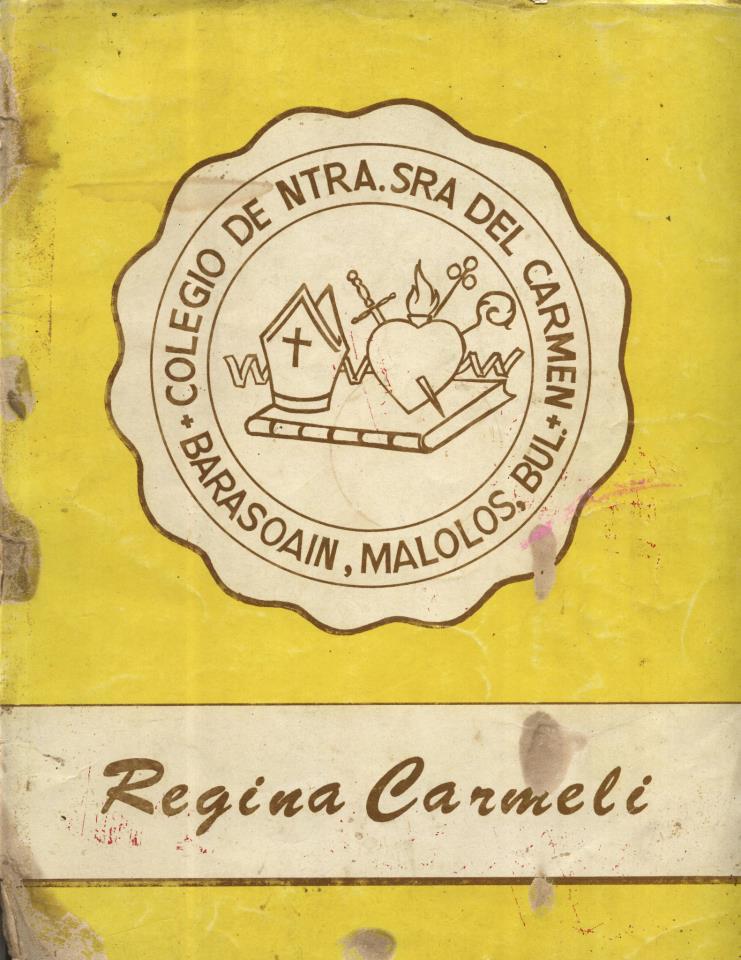 COLEGIO DE NTRA. SRA DEL CARMEN
BARASOAIN, MALOLOS, BUL.
Regina Carmeli